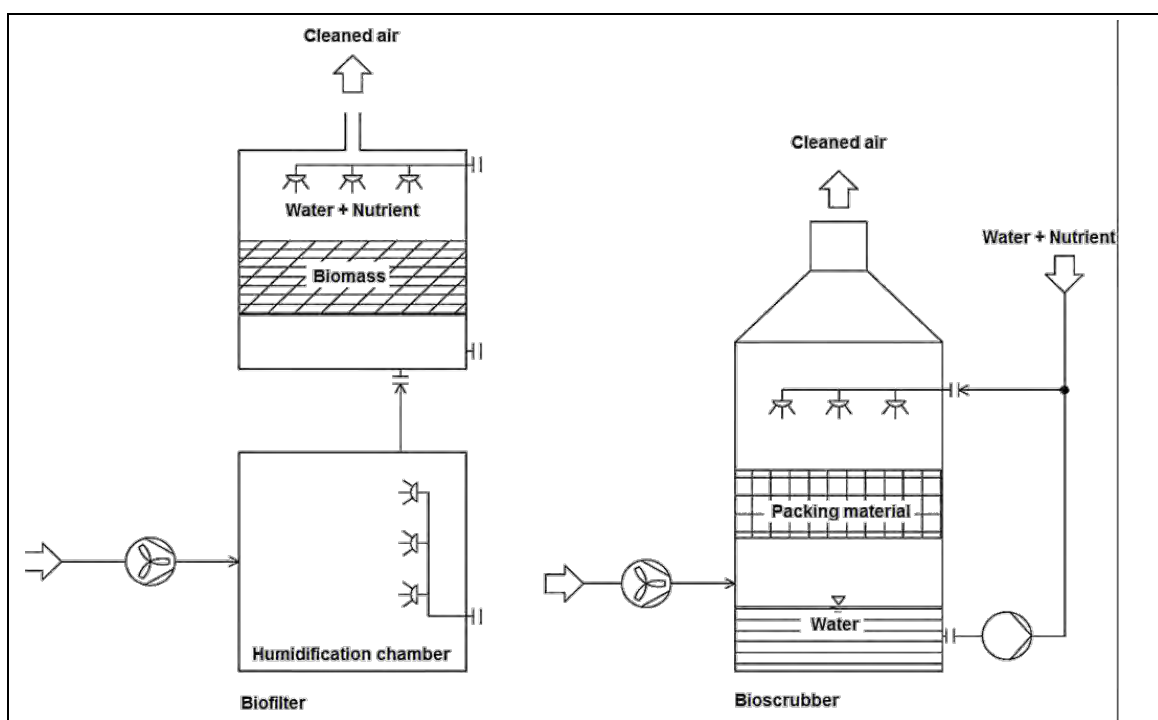 Cleaned air
Water + Nutrient
Biomass
Humidification chamber
Biofilter
Cleaned air
Water + Nutrient
Packing material
Water
Bioscrubber